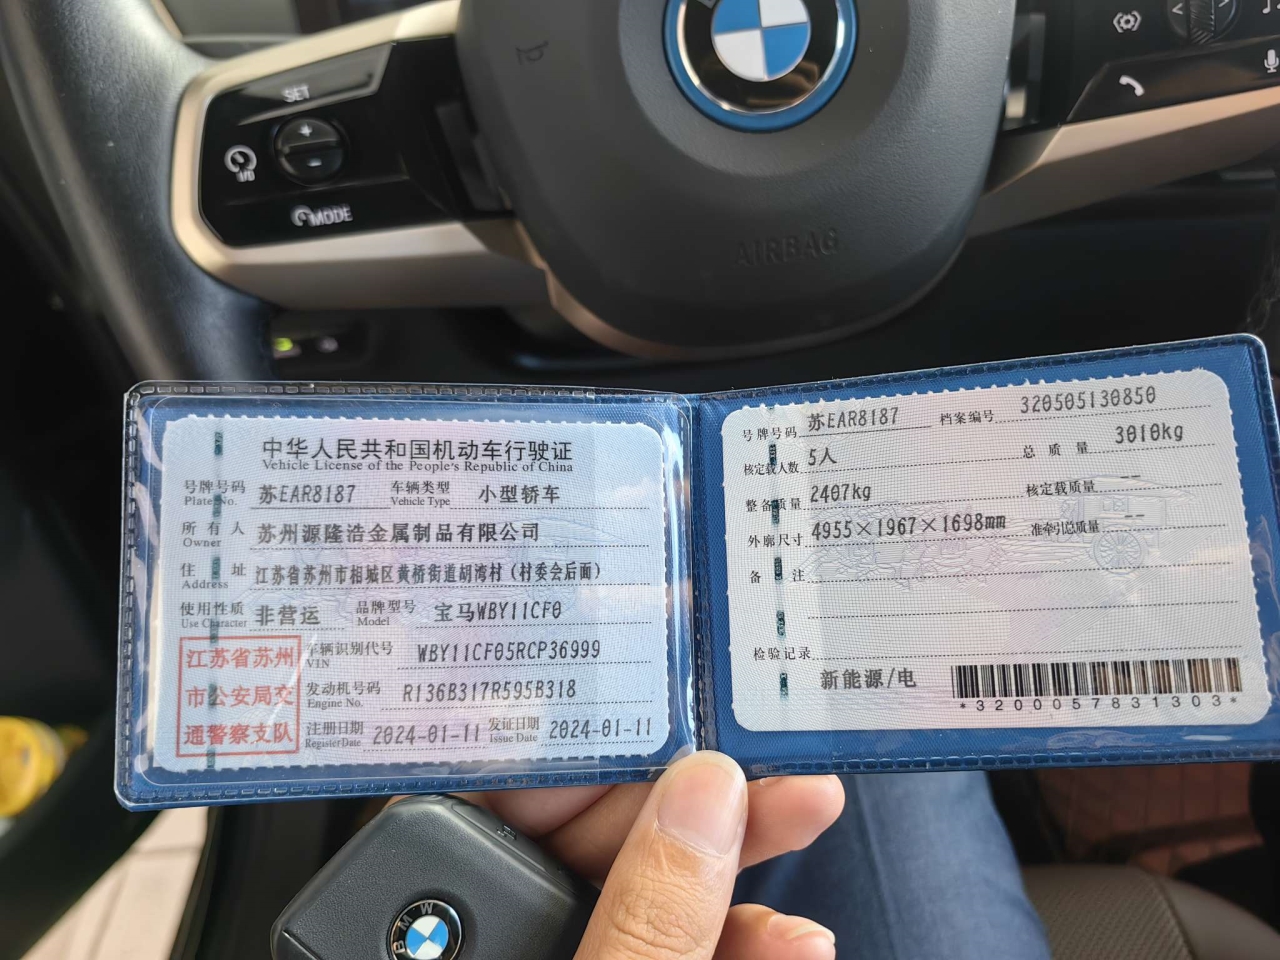 SET
+
-
I/O
MODE
AIRBAG
中华人民共和国机动车行驶证
Vehicle License of the People's Republic of China
号牌号码 苏EAR8187 车辆类型 小型轿车
Plate No. Vehicle Type
所有人 苏州源隆浩金属制品有限公司
Owner
住址 江苏省苏州市相城区黄桥街道胡湾村（村委会后面）
Address
使用性质 非营运 品牌型号 宝马WBY11CF0
Use Character Model
江苏省苏州
市公安局交
通警察支队
车辆识别代号 WBY11CF05RCP36999
VIN
发动机号码 R136B317R595B318
Engine No.
注册日期 2024-01-11 发证日期 2024-01-11
Register Date Issue Date
号牌号码 苏EAR8187 档案编号 320505130850
核定载人数 5人 总质量 3010kg
整备质量 2407kg 核定载质量 --
外廓尺寸 4955×1967×1698mm 准牵引总质量 --
备注
检验记录
新能源/电
*3200057831303*
BMW